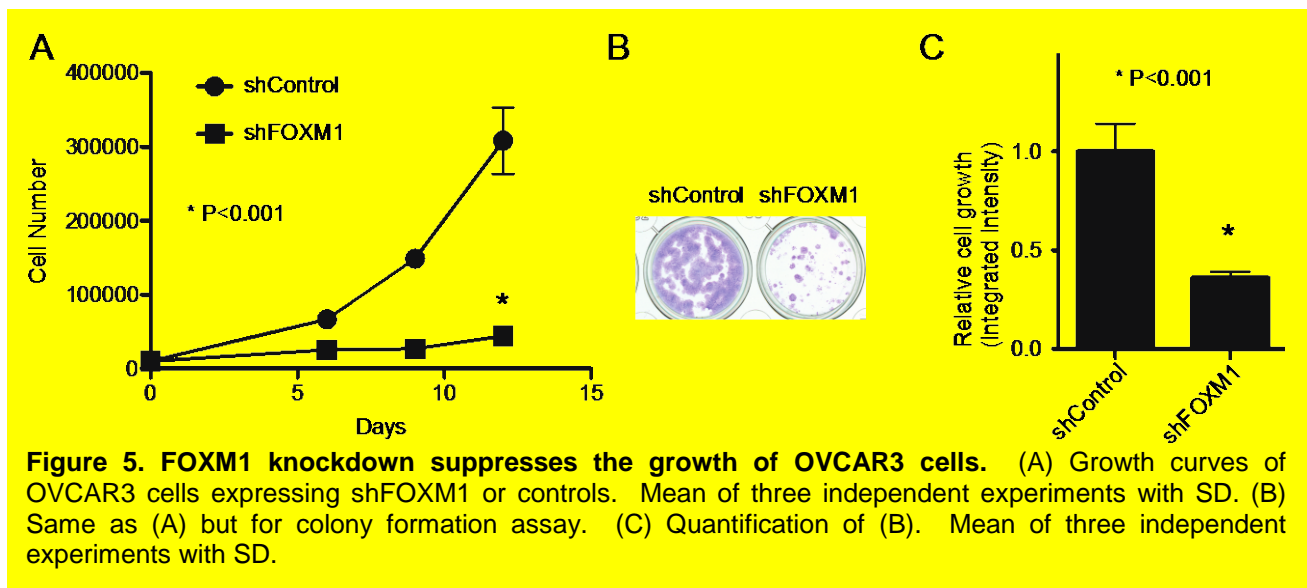 A
B
C
400000
300000
200000
100000
0
Cell Number
shControl
shFOXM1
* P<0.001
*
0 5 10 15
Days
shControl shFOXM1
* P<0.001
1.0
0.5
0.0
Relative cell growth
(Integrated Intensity)
*
shControl
shFOXM1
Figure 5. FOXM1 knockdown suppresses the growth of OVCAR3 cells. (A) Growth curves of
OVCAR3 cells expressing shFOXM1 or controls. Mean of three independent experiments with SD. (B)
Same as (A) but for colony formation assay. (C) Quantification of (B). Mean of three independent
experiments with SD.